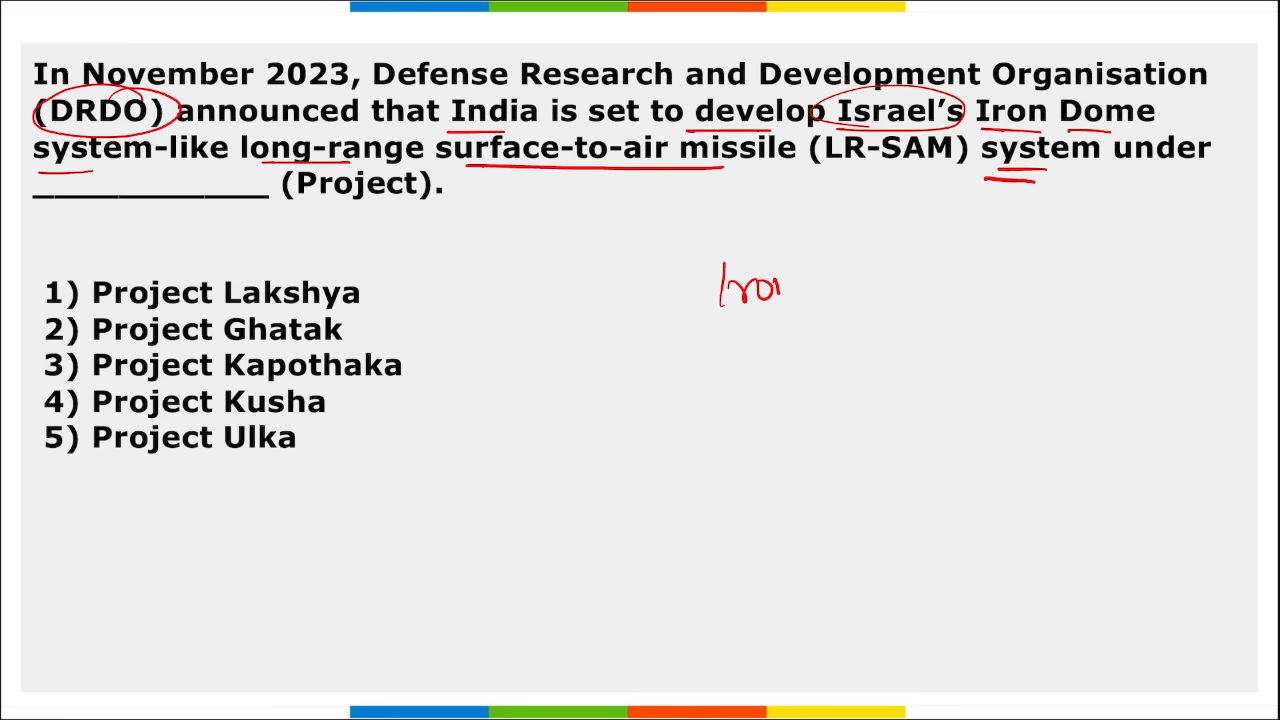 In November 2023, Defense Research and Development Organisation
(DRDO) announced that India is set to develop Israel’s Iron Dome
system-like long-range surface-to-air missile (LR-SAM) system under
_____________ (Project).
Iron
1) Project Lakshya
2) Project Ghatak
3) Project Kapothaka
4) Project Kusha
5) Project Ulka